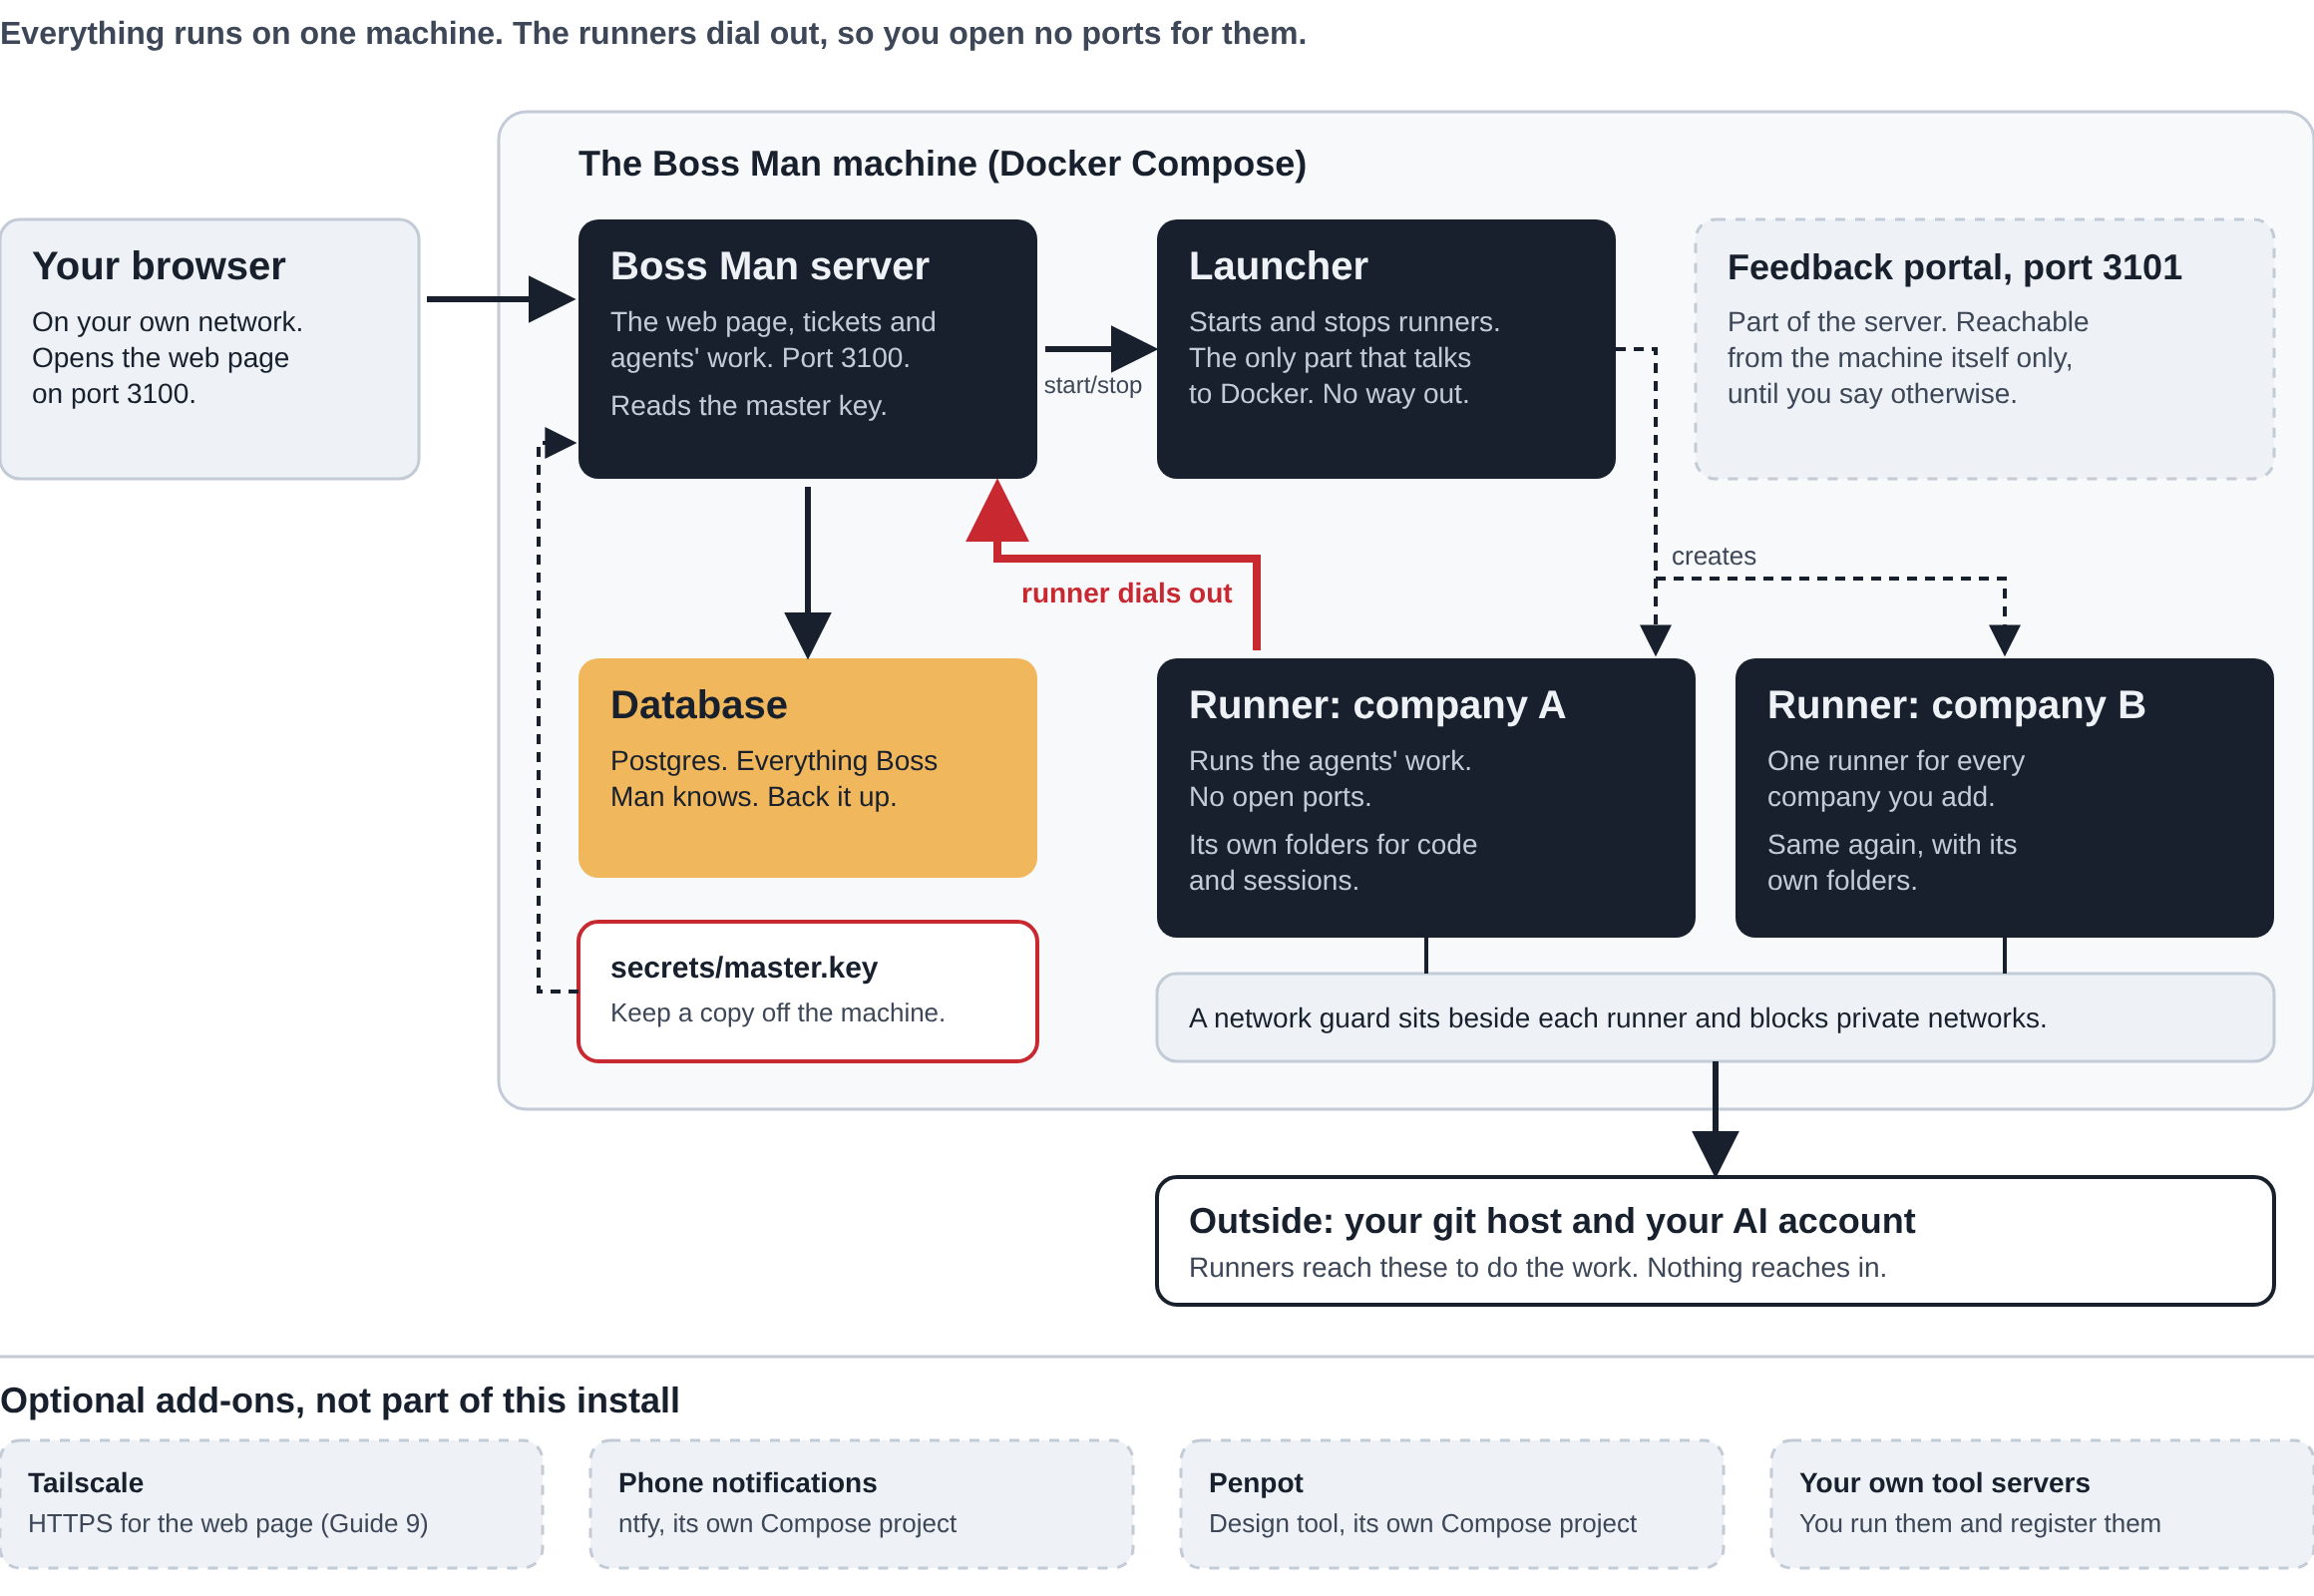 Everything runs on one machine. The runners dial out, so you open no ports for them.
The Boss Man machine (Docker Compose)
Your browser
On your own network.
Opens the web page
on port 3100.
Boss Man server
The web page, tickets and
agents' work. Port 3100.
Reads the master key.
start/stop
Launcher
Starts and stops runners.
The only part that talks
to Docker. No way out.
Feedback portal, port 3101
Part of the server. Reachable
from the machine itself only,
until you say otherwise.
creates
runner dials out
Database
Postgres. Everything Boss
Man knows. Back it up.
Runner: company A
Runs the agents' work.
No open ports.
Its own folders for code
and sessions.
Runner: company B
One runner for every
company you add.
Same again, with its
own folders.
secrets/master.key
Keep a copy off the machine.
A network guard sits beside each runner and blocks private networks.
Outside: your git host and your AI account
Runners reach these to do the work. Nothing reaches in.
Optional add-ons, not part of this install
Tailscale
HTTPS for the web page (Guide 9)
Phone notifications
ntfy, its own Compose project
Penpot
Design tool, its own Compose project
Your own tool servers
You run them and register them